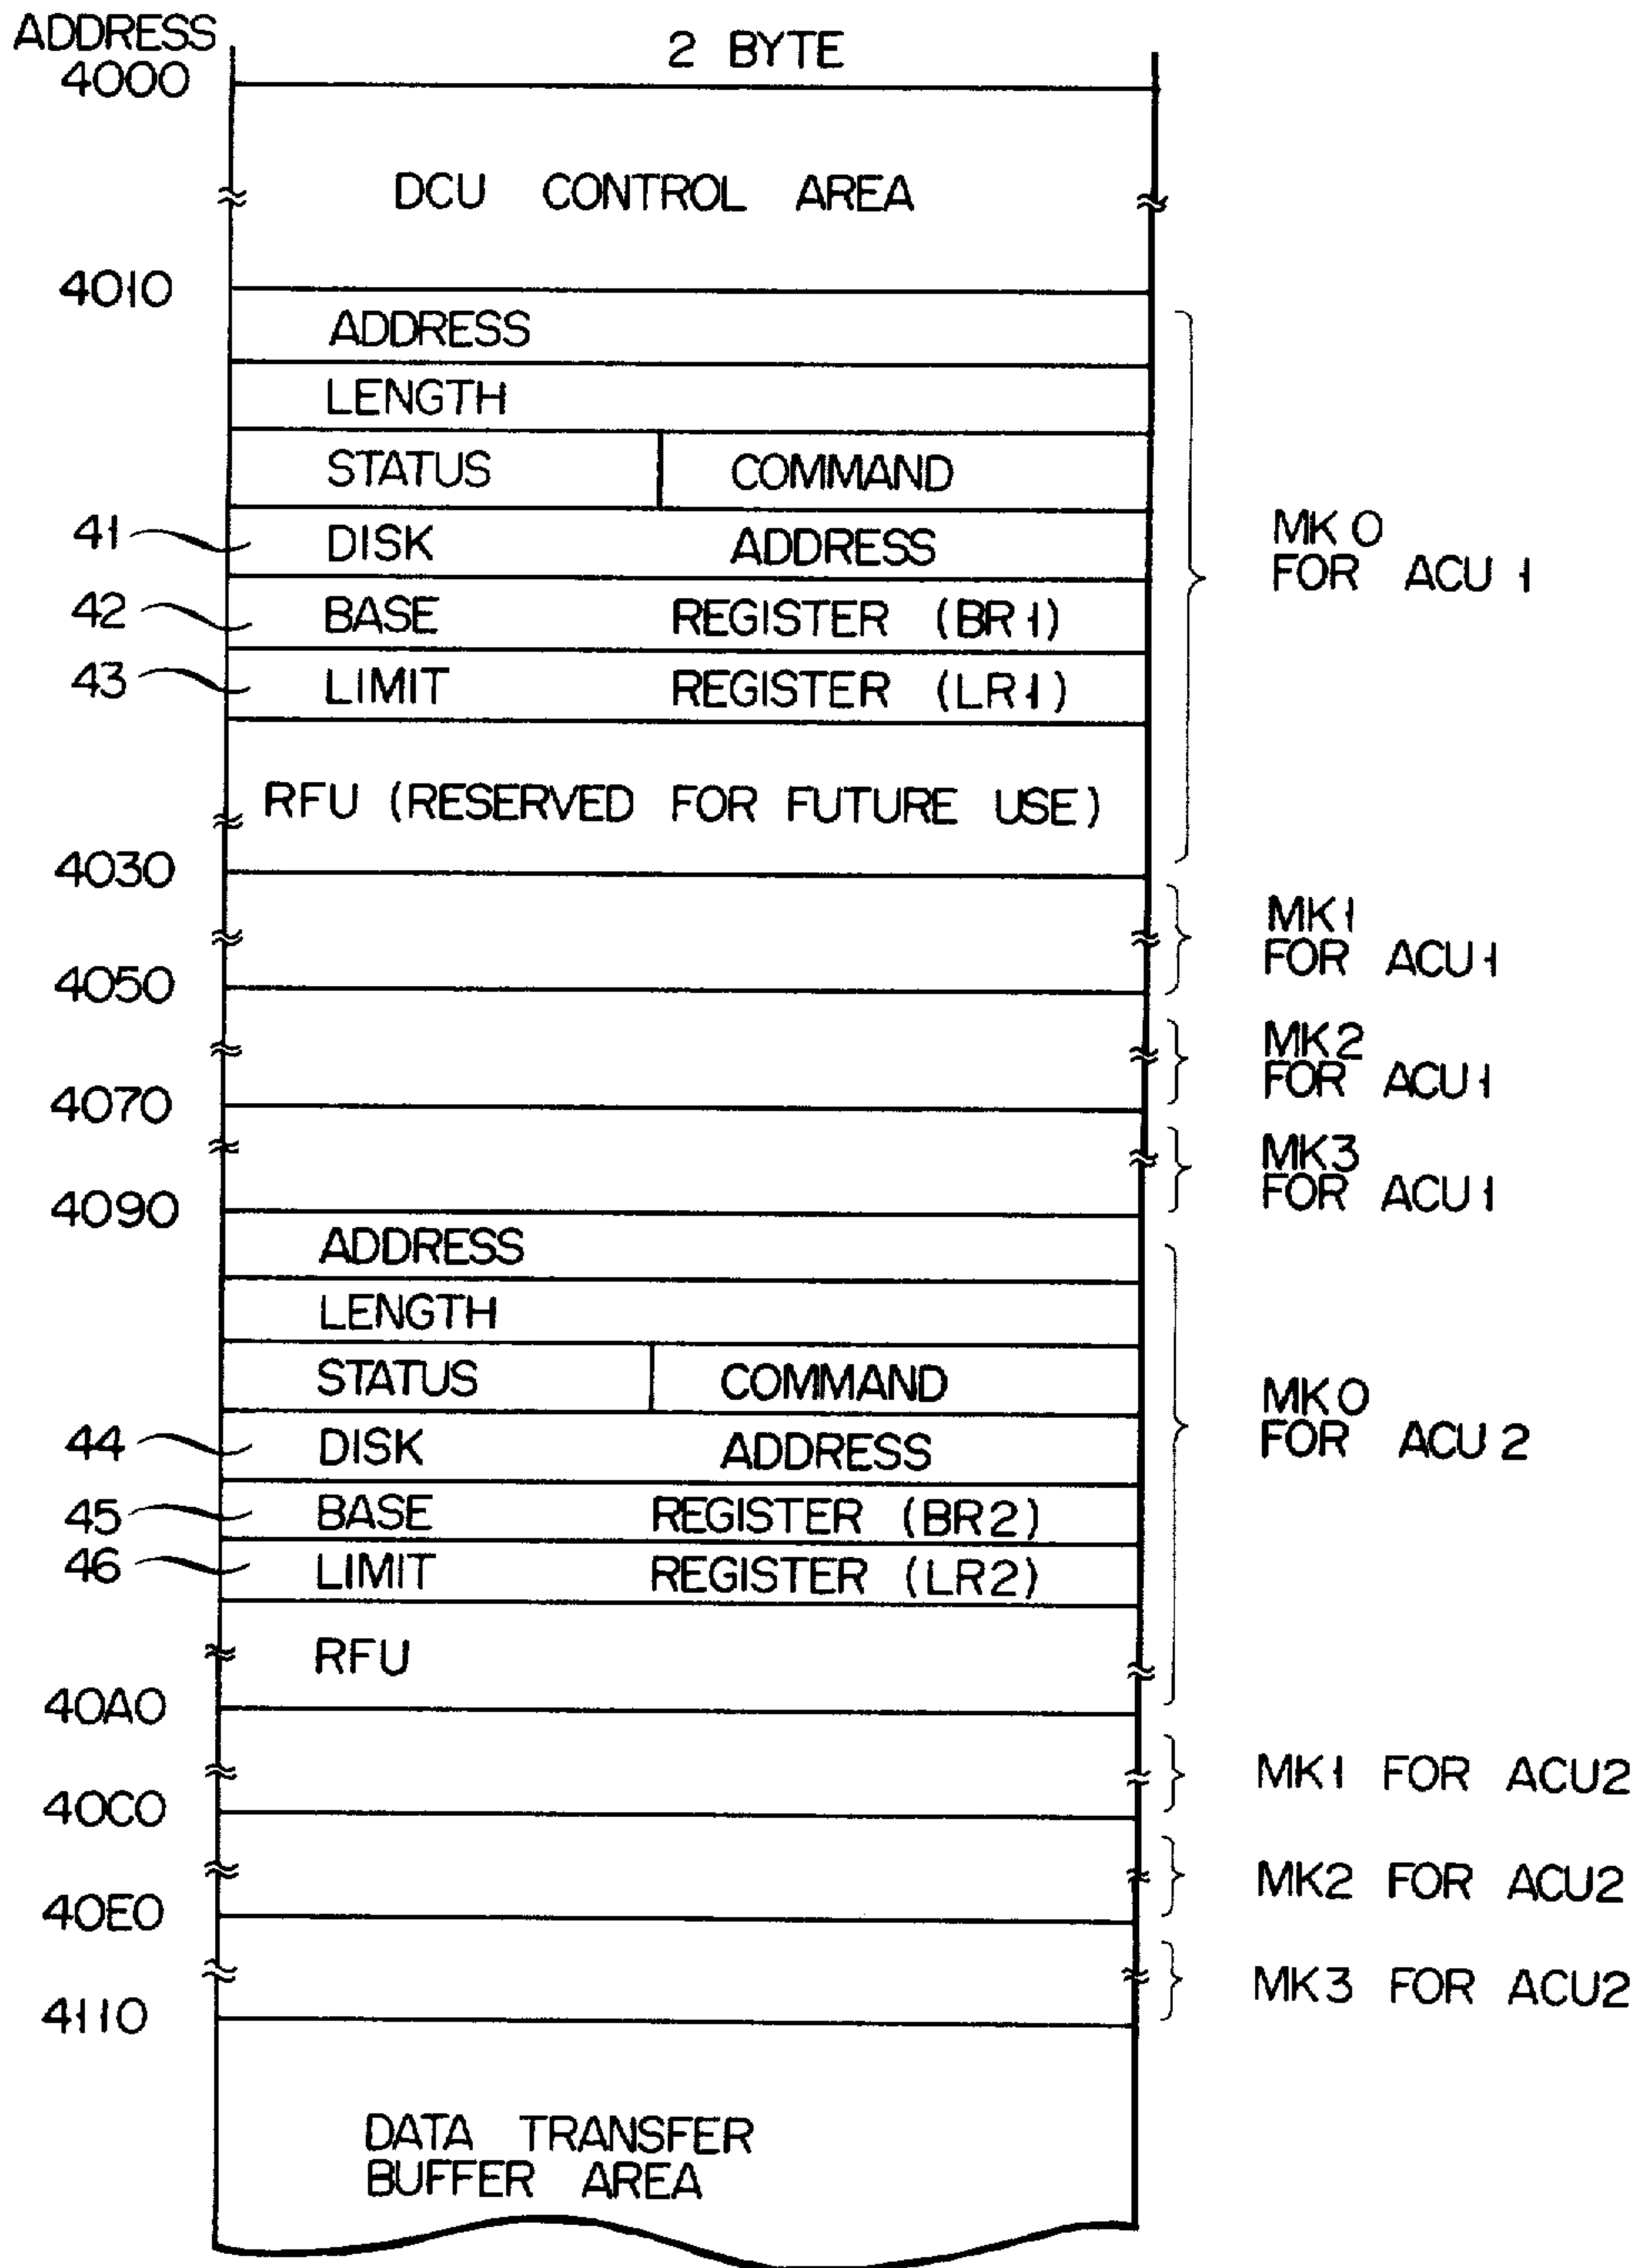 ADDRESS
2 BYTE
4000
DCU CONTROL AREA
4010
ADDRESS
LENGTH
STATUS COMMAND
41 DISK ADDRESS
MK0
FOR ACU 1
42 BASE REGISTER (BR1)
43 LIMIT REGISTER (LR1)
RFU (RESERVED FOR FUTURE USE)
4030
MK1
FOR ACU1
4050
MK2
FOR ACU1
4070
MK3
FOR ACU1
4090
ADDRESS
LENGTH
STATUS COMMAND
MK0
FOR ACU2
44 DISK ADDRESS
45 BASE REGISTER (BR2)
46 LIMIT REGISTER (LR2)
RFU
40A0
MK1 FOR ACU2
40C0
MK2 FOR ACU2
40E0
MK3 FOR ACU2
4110
DATA TRANSFER
BUFFER AREA